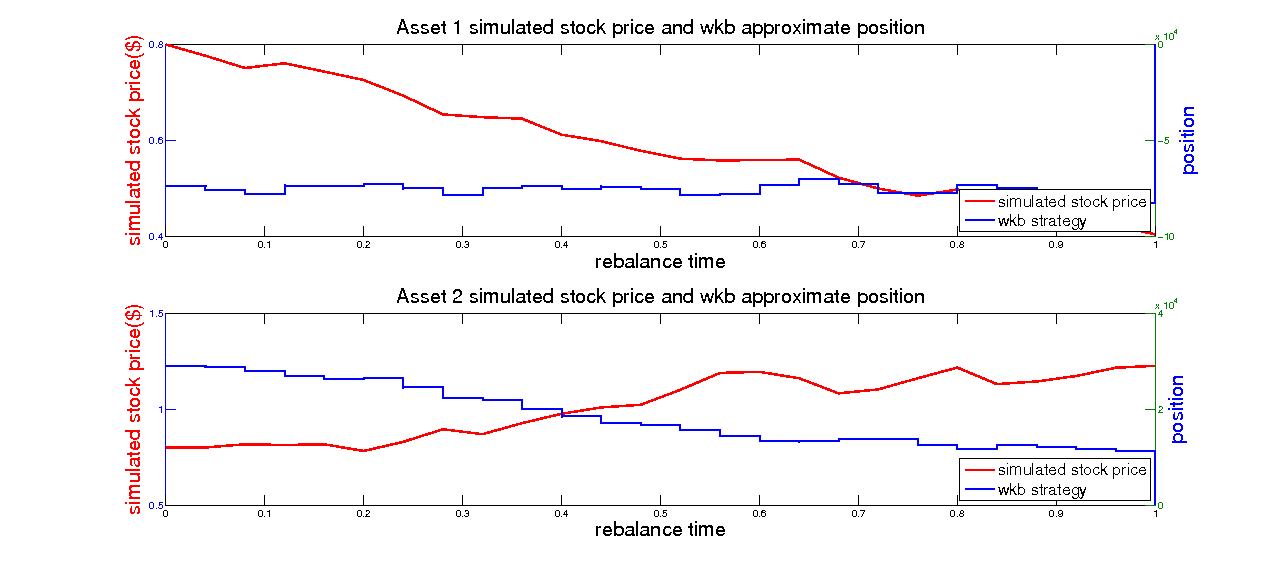 Asset 1 simulated stock price and wkb approximate position
x 10^4
simulated stock price($)
0.8
0.6
0.4
0
-5
-10
position
simulated stock price
wkb strategy
0 0.1 0.2 0.3 0.4 0.5 0.6 0.7 0.8 0.9 1
rebalance time
Asset 2 simulated stock price and wkb approximate position
x 10^4
simulated stock price($)
1.5
1
0.5
4
2
0
position
simulated stock price
wkb strategy
0 0.1 0.2 0.3 0.4 0.5 0.6 0.7 0.8 0.9 1
rebalance time